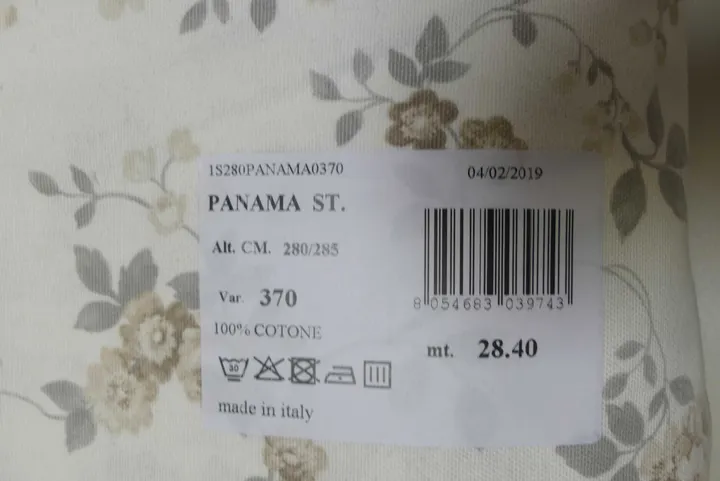 1S280PANAMA0370
04/02/2019
PANAMA ST.
Alt. CM. 280/285
Var. 370
100% COTONE
30
8 054683 039743
mt. 28.40
made in italy